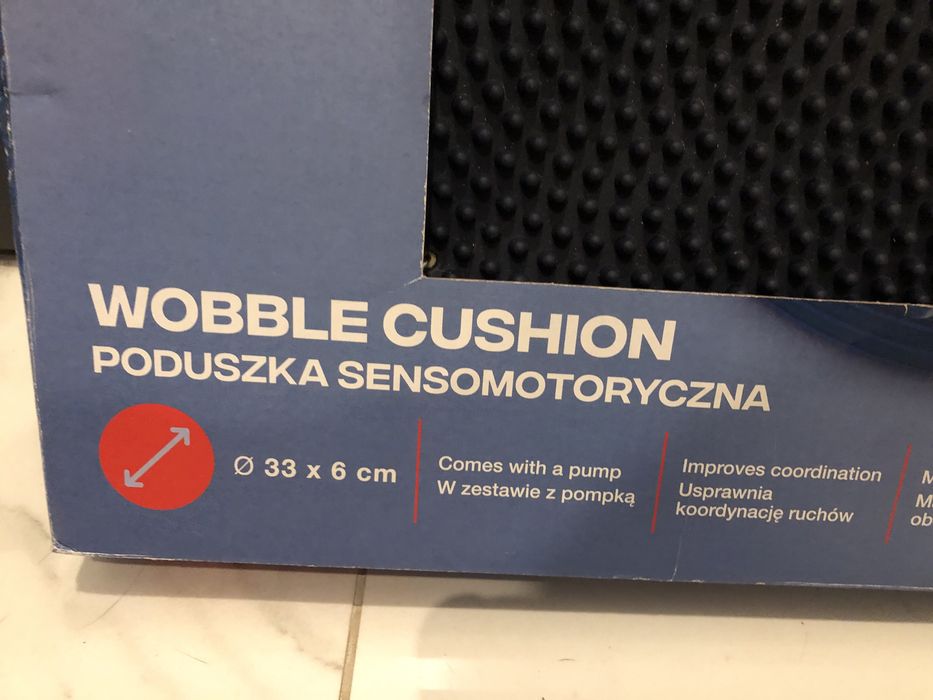 WOBBLE CUSHION
PODUSZKA SENSOMOTORYCZNA
Ø 33 x 6 cm
Comes with a pump
W zestawie z pompką
Improves coordination
Usprawnia
koordynację ruchów